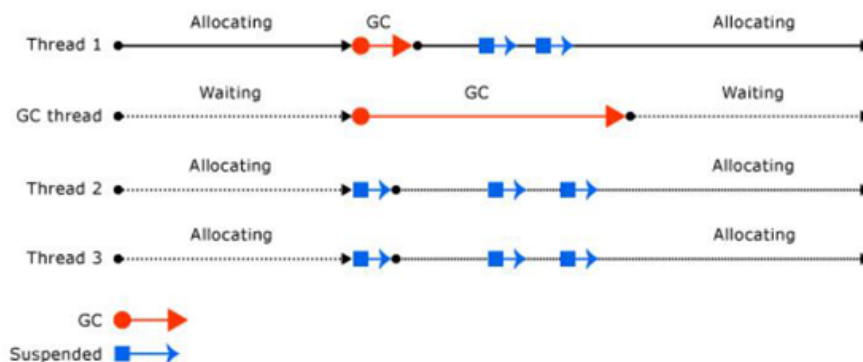 Allocating GC Allocating
Thread 1
Waiting GC Waiting
GC thread
Allocating Allocating
Thread 2
Allocating Allocating
Thread 3
GC
Suspended